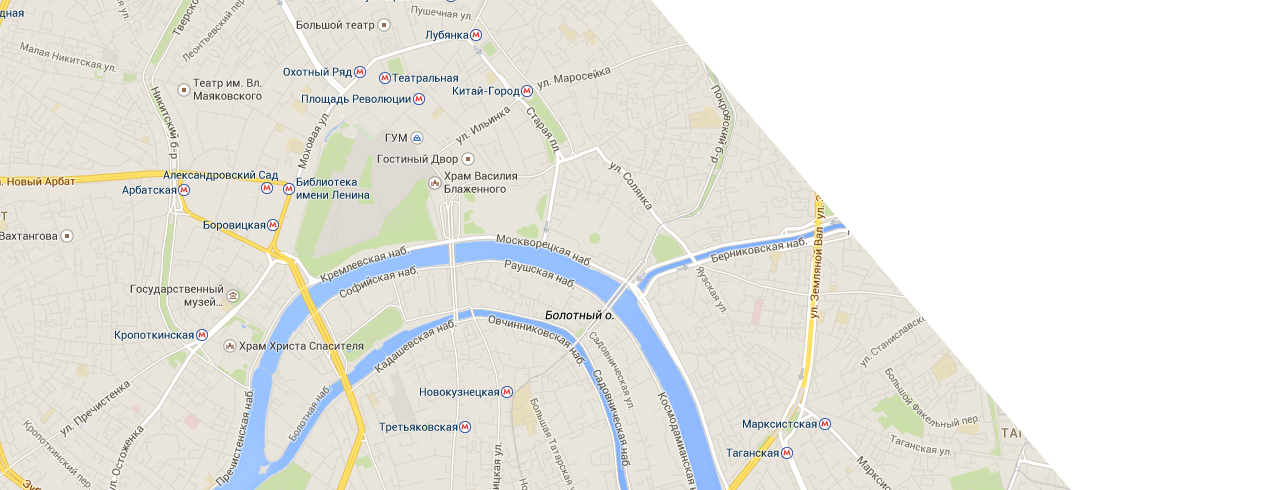 Пушечная ул.
Большой театр
Лубянка
Леонтьевский пер.
Малая Никитская ул.
Охотный Ряд
Театральная
ул. Маросейка
Театр им. Вл.
Маяковского
Китай-Город
Площадь Революции
Никитский б-р
Моховая ул.
ул. Ильинка
Старая пл.
Покровский б-р
ГУМ
Гостиный Двор
Храм Василия
Блаженного
ул. Солянка
Новый Арбат
Александровский Сад
Арбатская
Библиотека
имени Ленина
Боровицкая
Вахтангова
Кремлевская наб.
Москворецкая наб.
Софийская наб.
Раушская наб.
Берниковская наб.
ул. Земляной Вал
ул.
Яузская ул.
Государственный
музей...
Болотный о.
Кропоткинская
Храм Христа Спасителя
Кадашевская наб.
Овчинниковская наб.
Садовническая ул.
Садовническая наб.
Новокузнецкая
Третьяковская
Болотная наб.
Пречистенская наб.
ул. Пречистенка
Кропоткинский пер.
ул. Остоженка
Большая Татарская
Космодамианская
Большой Факельный пер.
Таганская ул.
Марксистская
Таганская